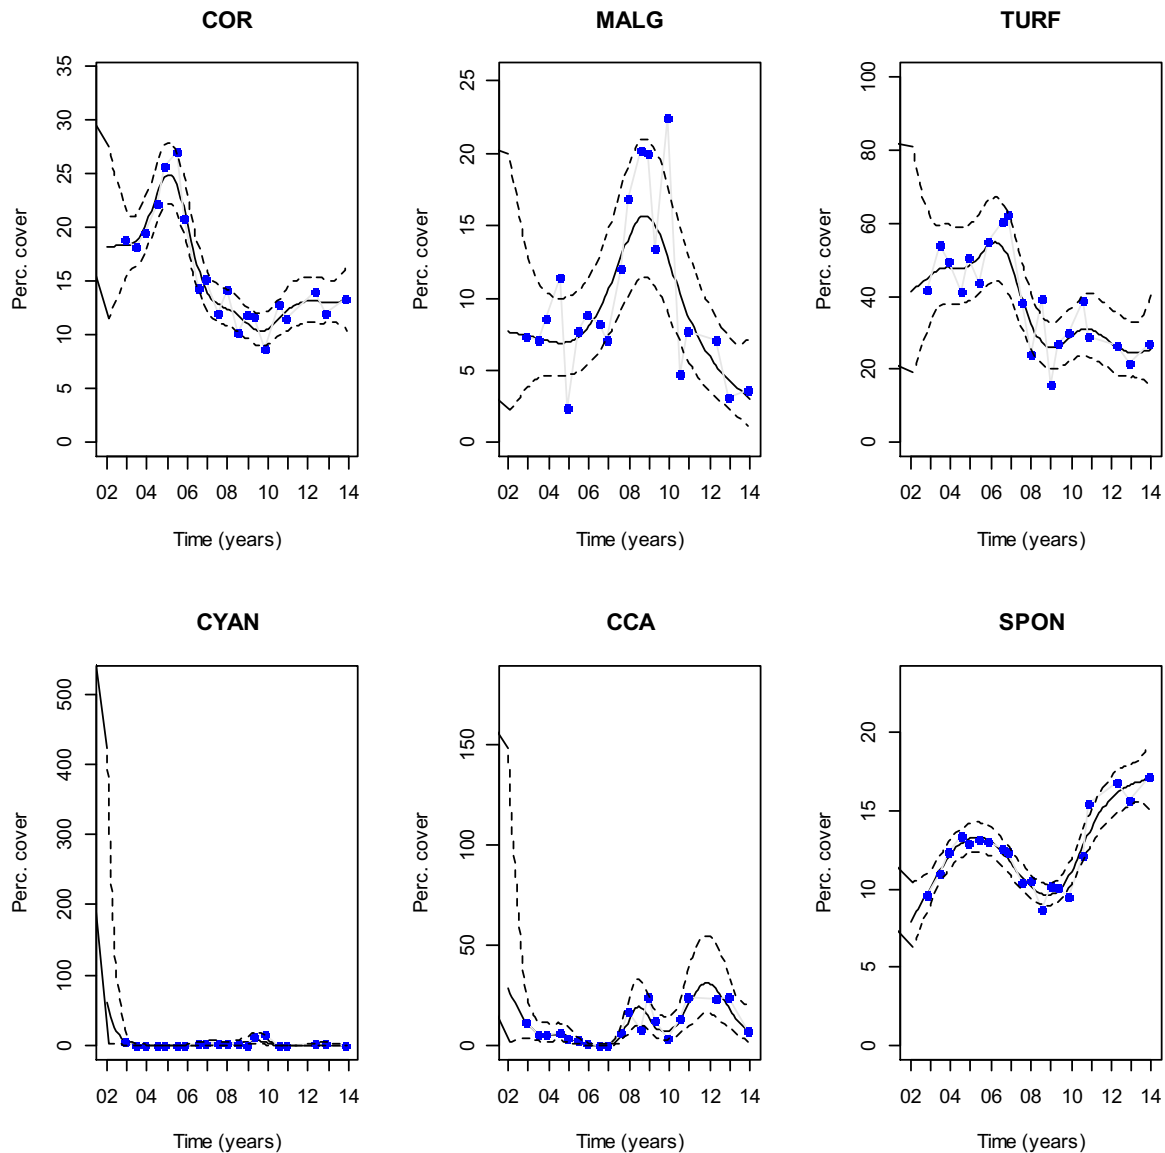 COR
MALG
TURF
Perc. cover
0 5 10 15 20 25 30 35
02 04 06 08 10 12 14
Time (years)
Perc. cover
0 5 10 15 20 25
02 04 06 08 10 12 14
Time (years)
Perc. cover
0 20 40 60 80 100
02 04 06 08 10 12 14
Time (years)
CYAN
CCA
SPON
Perc. cover
0 100 200 300 400 500
02 04 06 08 10 12 14
Time (years)
Perc. cover
0 50 100 150
02 04 06 08 10 12 14
Time (years)
Perc. cover
0 5 10 15 20
02 04 06 08 10 12 14
Time (years)